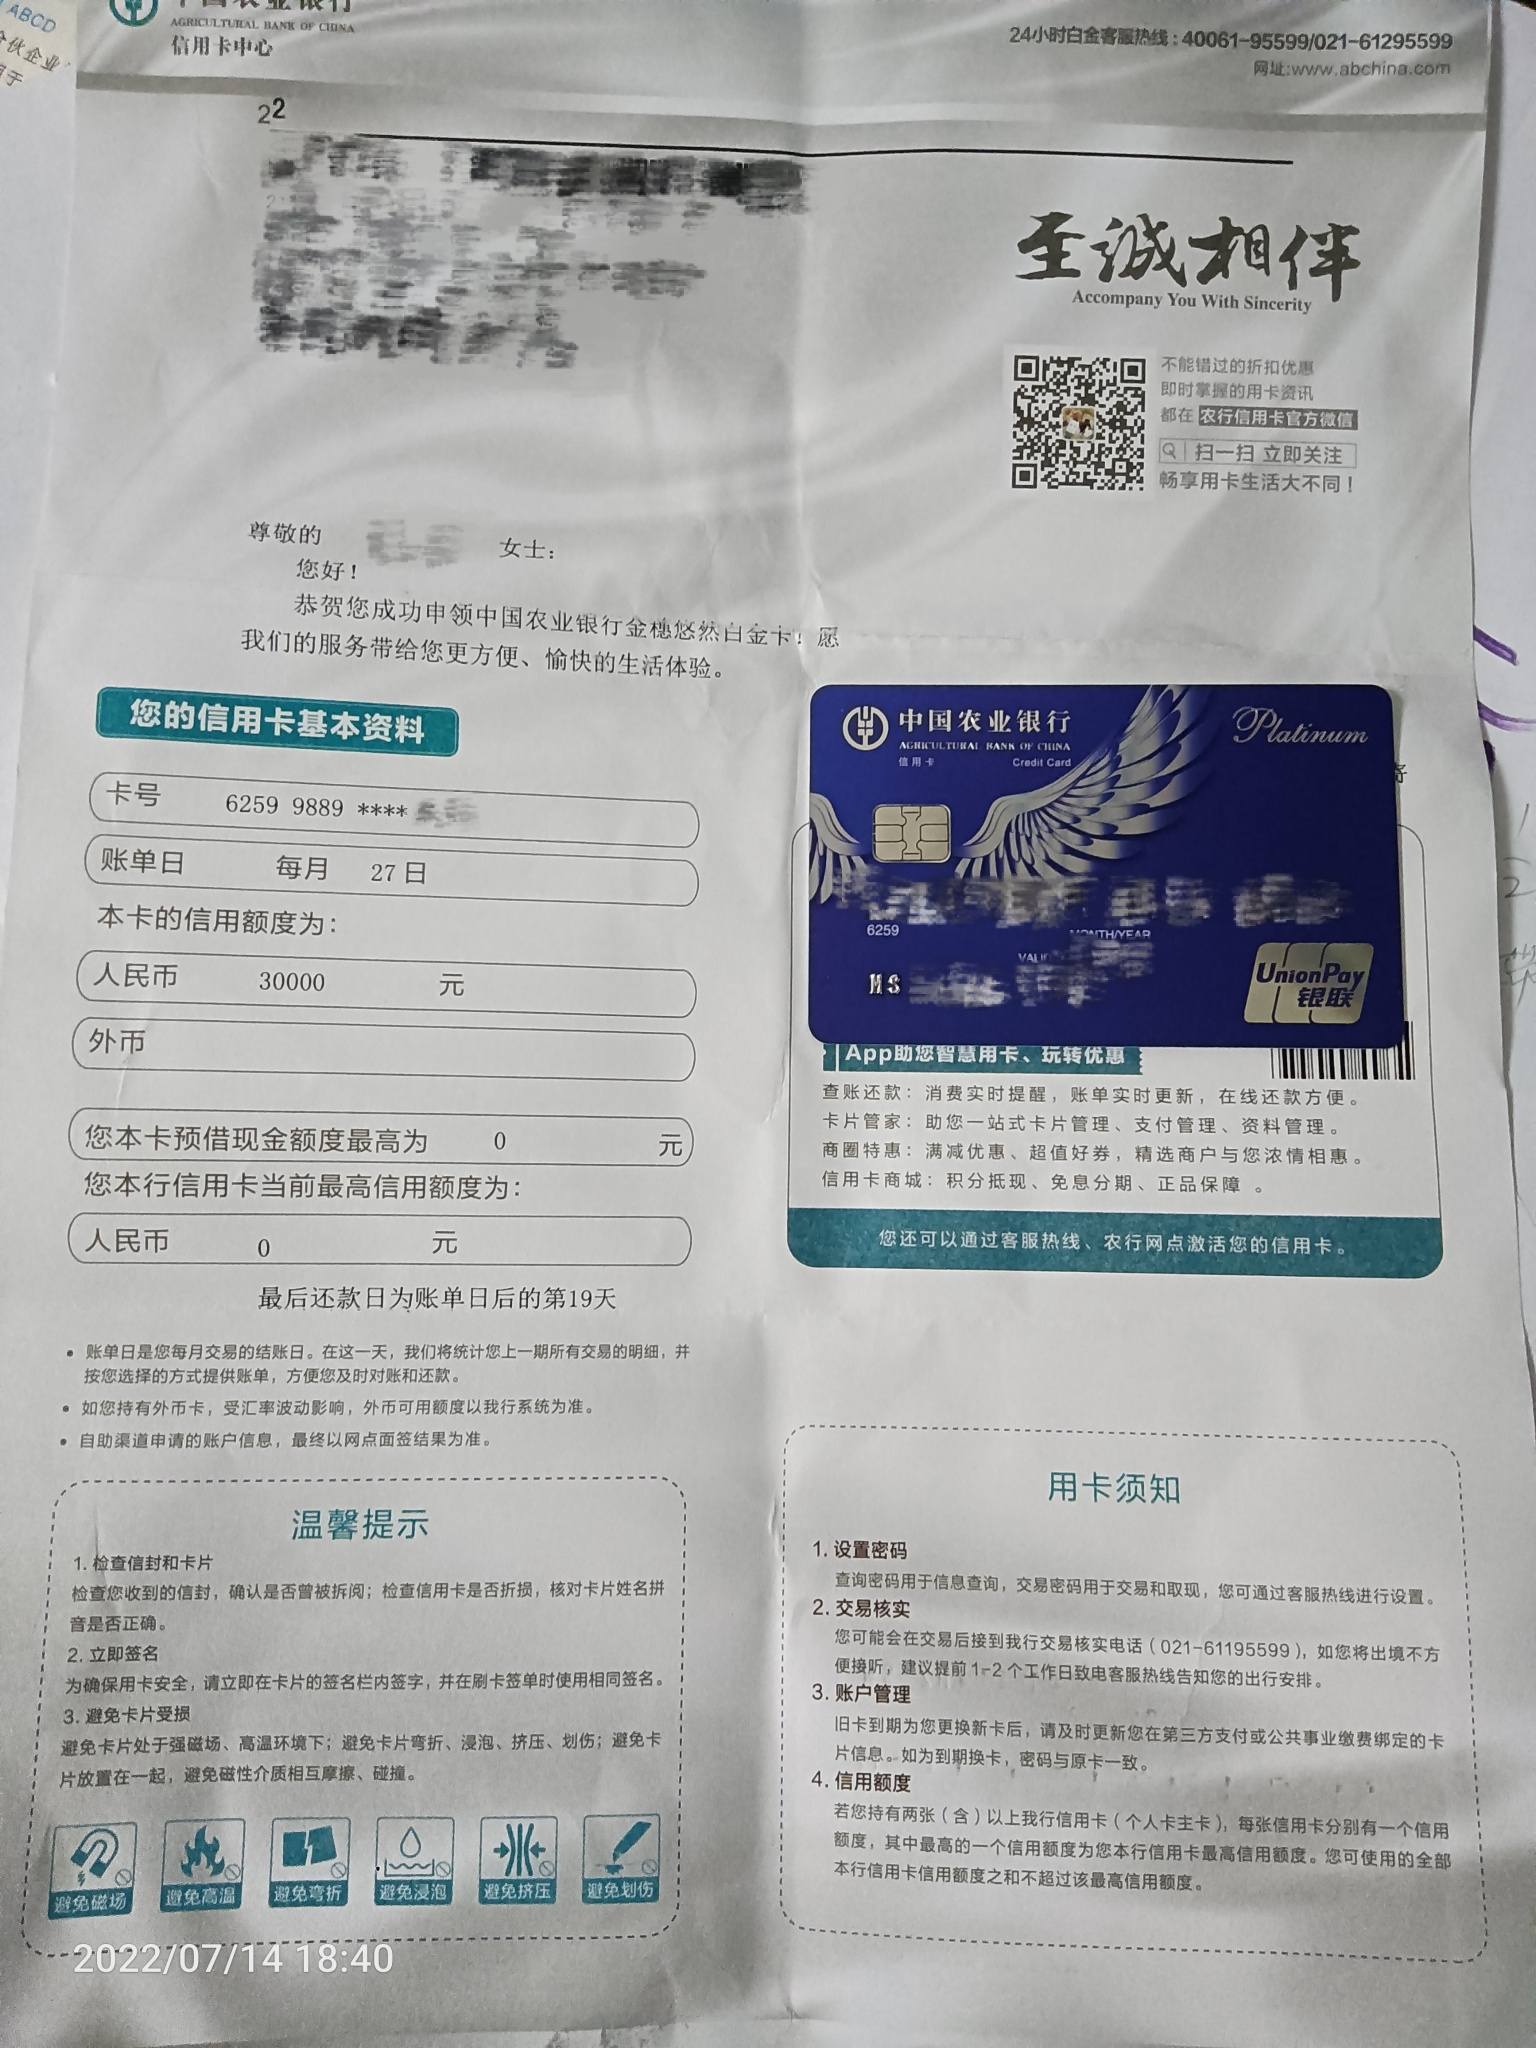 ABCD
伙企业
中国农业银行
AGRICULTURAL BANK OF CHINA
信用卡中心
24小时白金客服热线：40061-95599/021-61295599
网址:www.abchina.com
22
至诚相伴
Accompany You With Sincerity
不能错过的折扣优惠
即时掌握的用卡资讯
都在 农行信用卡官方微信
扫一扫 立即关注
畅享用卡生活大不同！
尊敬的 女士：
您好！
恭贺您成功申领中国农业银行金穗悠然白金卡！愿
我们的服务带给您更方便、愉快的生活体验。
您的信用卡基本资料
卡号 6259 9889 ****
账单日 每月 27 日
本卡的信用额度为：
人民币 30000 元
外币
您本卡预借现金额度最高为 0 元
您本行信用卡当前最高信用额度为：
人民币 0 元
最后还款日为账单日后的第19天
• 账单日是您每月交易的结账日。在这一天，我们将统计您上一期所有交易的明细，并
按您选择的方式提供账单，方便您及时对账和还款。
• 如您持有外币卡，受汇率波动影响，外币可用额度以我行系统为准。
• 自助渠道申请的账户信息，最终以网点面签结果为准。
中国农业银行
AGRICULTURAL BANK OF CHINA
信用卡 Credit Card
Platinum
6259
MONTH/YEAR
VALID
MS
UnionPay
银联
App助您智慧用卡、玩转优惠
查账还款：消费实时提醒，账单实时更新，在线还款方便。
卡片管家：助您一站式卡片管理、支付管理、资料管理。
商圈特惠：满减优惠、超值好券，精选商户与您浓情相惠。
信用卡商城：积分抵现、免息分期、正品保障 。
您还可以通过客服热线、农行网点激活您的信用卡。
温馨提示
1. 检查信封和卡片
检查您收到的信封，确认是否曾被拆阅；检查信用卡是否折损，核对卡片姓名拼
音是否正确。
2. 立即签名
为确保用卡安全，请立即在卡片的签名栏内签字，并在刷卡签单时使用相同签名。
3. 避免卡片受损
避免卡片处于强磁场、高温环境下；避免卡片弯折、浸泡、挤压、划伤；避免卡
片放置在一起，避免磁性介质相互摩擦、碰撞。
避免磁场 避免高温 避免弯折 避免浸泡 避免挤压 避免划伤
用卡须知
1. 设置密码
查询密码用于信息查询，交易密码用于交易和取现，您可通过客服热线进行设置。
2. 交易核实
您可能会在交易后接到我行交易核实电话（021-61195599），如您将出境不方
便接听，建议提前 1-2 个工作日致电客服热线告知您的出行安排。
3. 账户管理
旧卡到期为您更换新卡后，请及时更新您在第三方支付或公共事业缴费绑定的卡
片信息。如为到期换卡，密码与原卡一致。
4. 信用额度
若您持有两张（含）以上我行信用卡（个人卡主卡），每张信用卡分别有一个信用
额度，其中最高的一个信用额度为您本行信用卡最高信用额度。您可使用的全部
本行信用卡信用额度之和不超过该最高信用额度。
2022/07/14 18:40